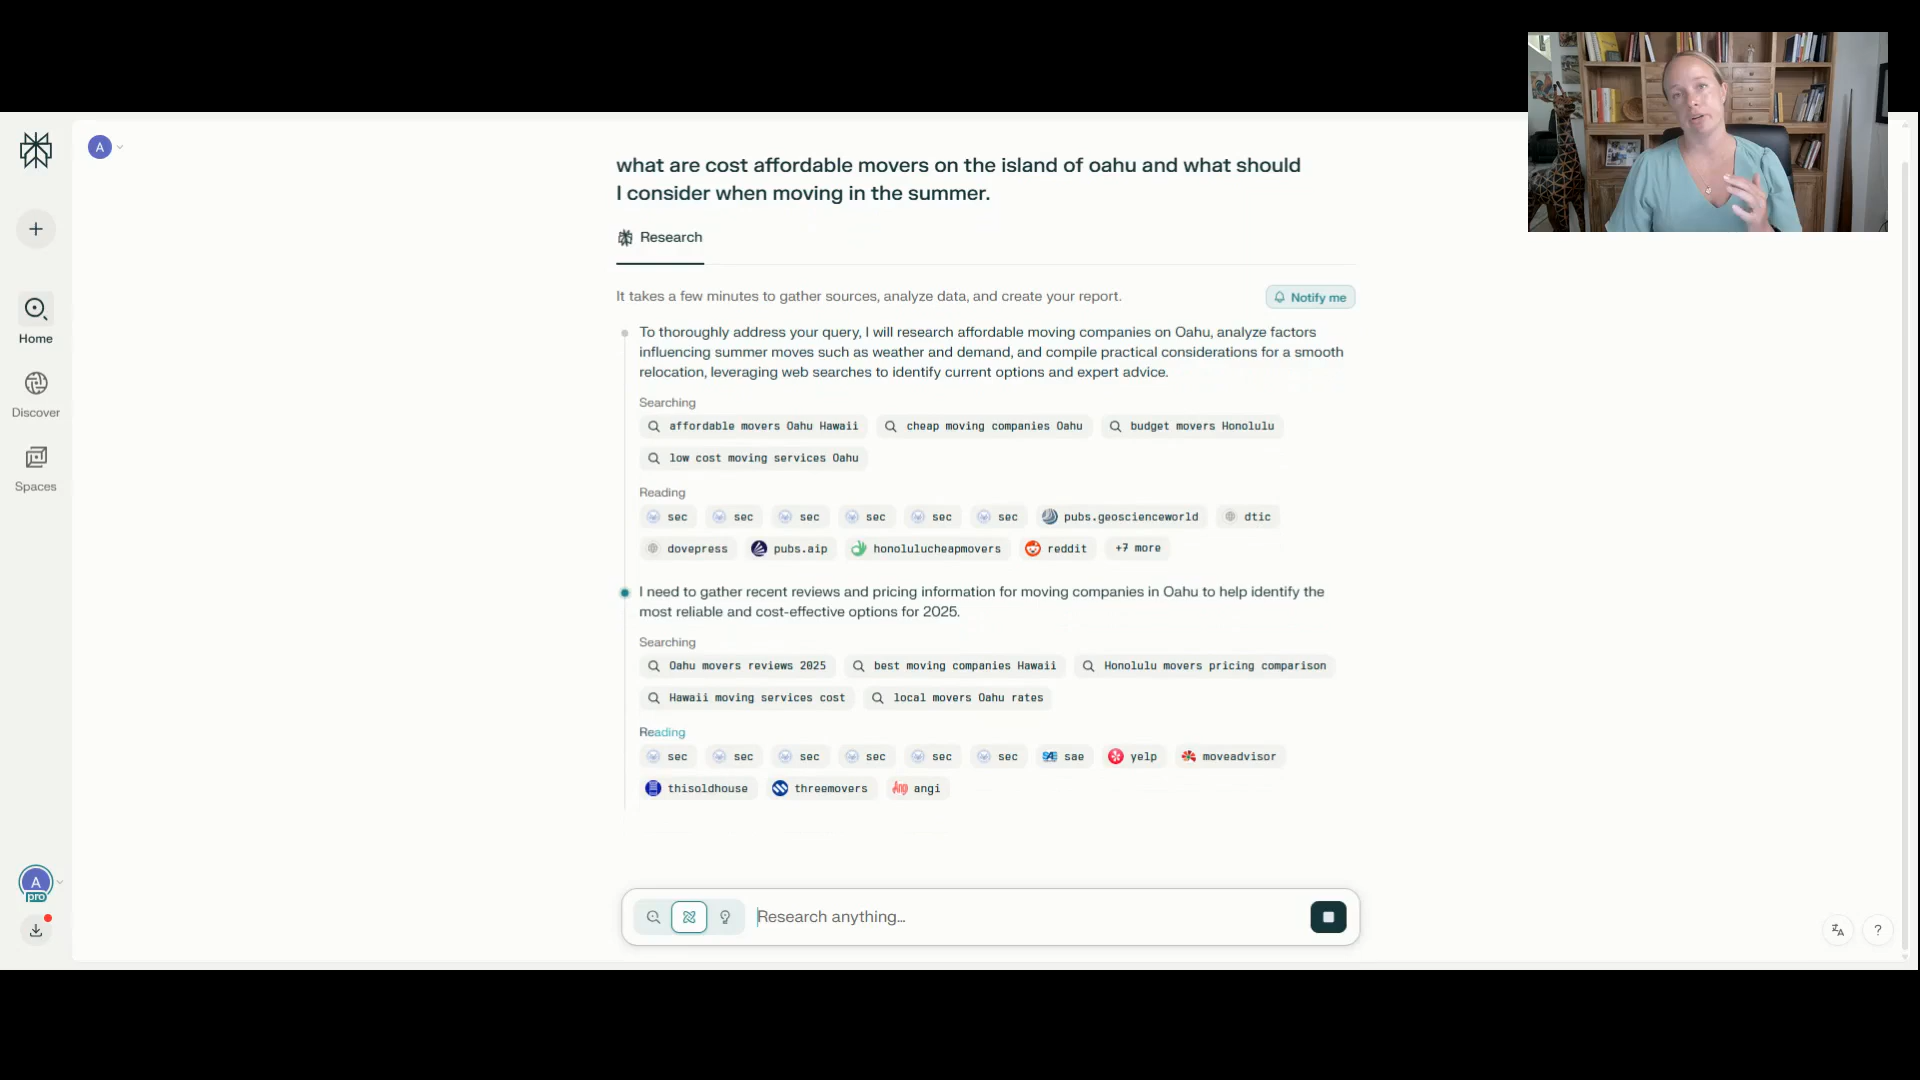 A
what are cost affordable movers on the island of oahu and what should
I consider when moving in the summer.
Research
It takes a few minutes to gather sources, analyze data, and create your report.
Notify me
To thoroughly address your query, I will research affordable moving companies on Oahu, analyze factors
influencing summer moves such as weather and demand, and compile practical considerations for a smooth
relocation, leveraging web searches to identify current options and expert advice.
Searching
affordable movers Oahu Hawaii cheap moving companies Oahu budget movers Honolulu
low cost moving services Oahu
Reading
sec sec sec sec sec sec pubs.geoscienceworld dtic
dovepress pubs.aip honolulucheapmovers reddit +7 more
I need to gather recent reviews and pricing information for moving companies in Oahu to help identify the
most reliable and cost-effective options for 2025.
Searching
Oahu movers reviews 2025 best moving companies Hawaii Honolulu movers pricing comparison
Hawaii moving services cost local movers Oahu rates
Reading
sec sec sec sec sec sec sae yelp moveadvisor
thisoldhouse threemovers angi
Research anything...
Home
Discover
Spaces
A
pro
?